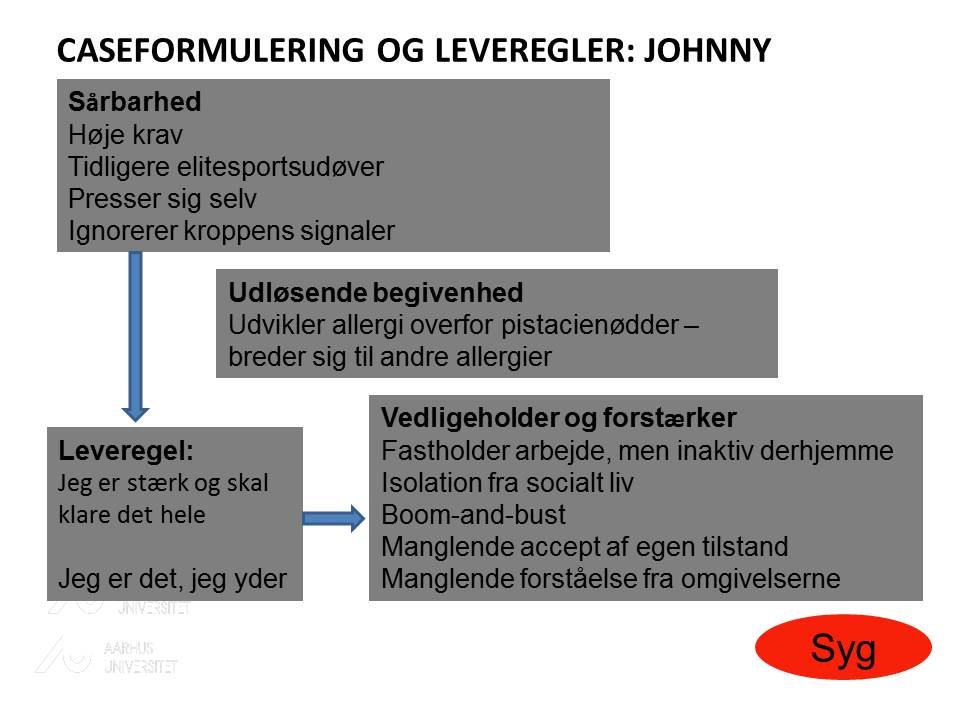 CASEFORMULERING OG LEVEREGLER: JOHNNY
Sårbarhed
Høje krav
Tidligere elitesportsudøver
Presser sig selv
Ignorerer kroppens signaler
Udløsende begivenhed
Udvikler allergi overfor pistacienødder –
breder sig til andre allergier
Leveregel:
Jeg er stærk og skal
klare det hele
Jeg er det, jeg yder
Vedligeholder og forstærker
Fastholder arbejde, men inaktiv derhjemme
Isolation fra socialt liv
Boom-and-bust
Manglende accept af egen tilstand
Manglende forståelse fra omgivelserne
UNIVERSITET
AARHUS
UNIVERSITET
Syg